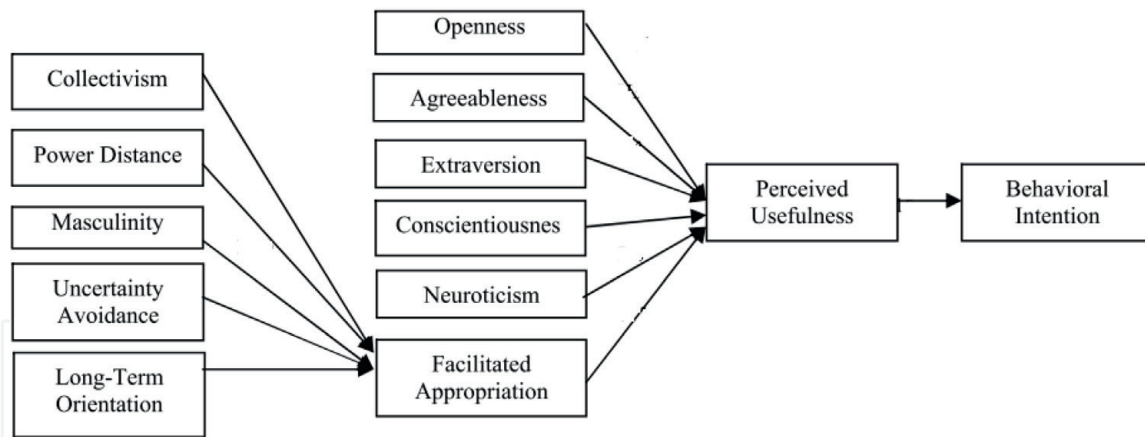 Collectivism
Power Distance
Masculinity
Uncertainty
Avoidance
Long-Term
Orientation
Openness
Agreeableness
Extraversion
Conscientiousnes
Neuroticism
Facilitated
Appropriation
Perceived
Usefulness
Behavioral
Intention